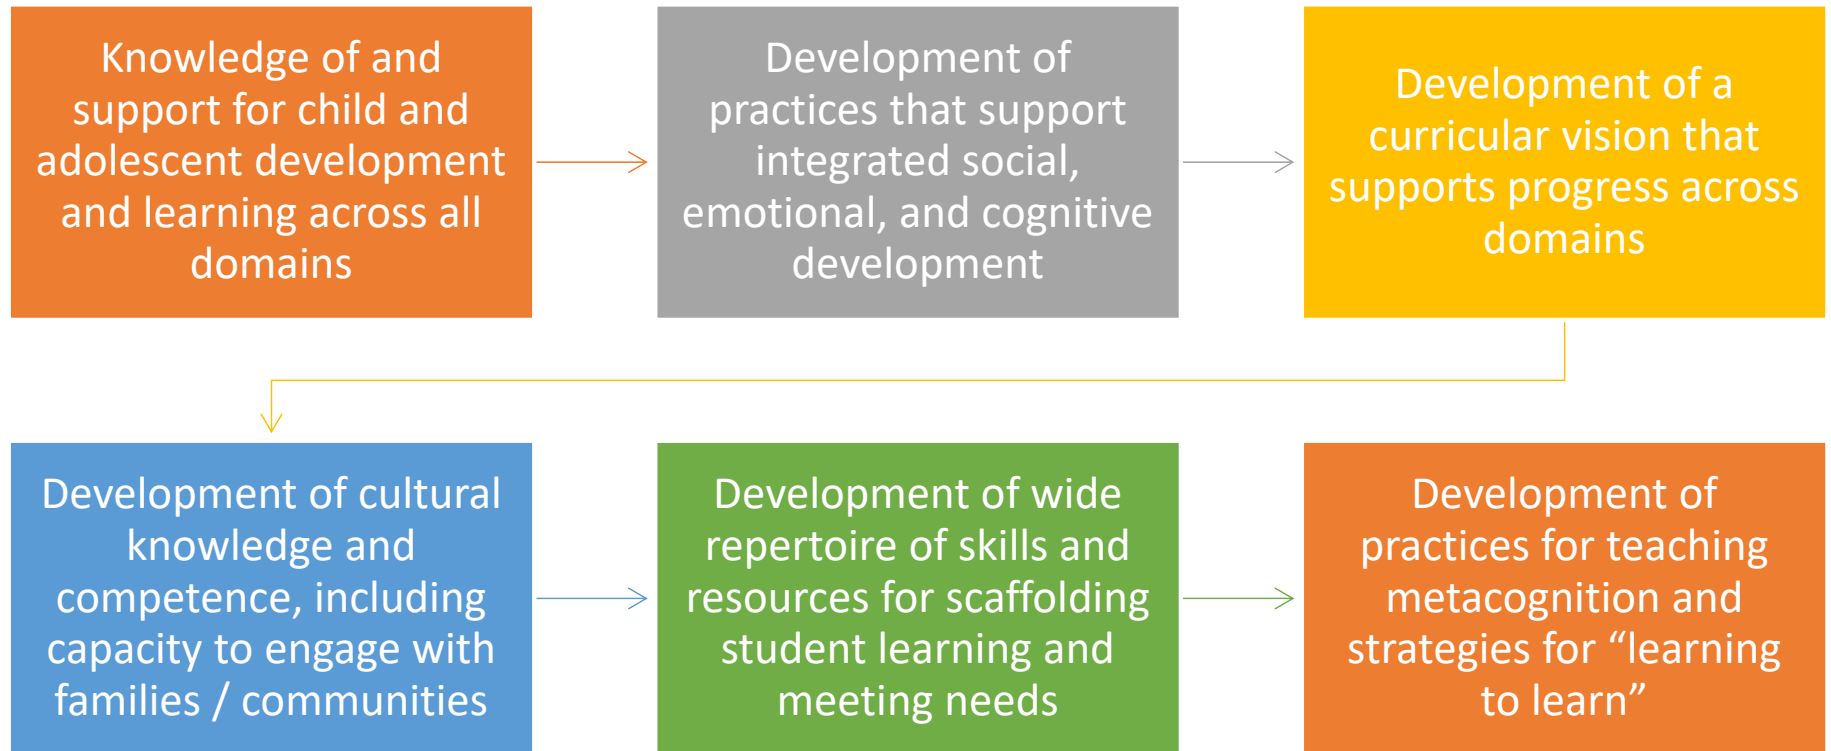 Knowledge of and
support for child and
adolescent development
and learning across all
domains
Development of
practices that support
integrated social,
emotional, and cognitive
development
Development of a
curricular vision that
supports progress across
domains
Development of cultural
knowledge and
competence, including
capacity to engage with
families / communities
Development of wide
repertoire of skills and
resources for scaffolding
student learning and
meeting needs
Development of
practices for teaching
metacognition and
strategies for “learning
to learn”